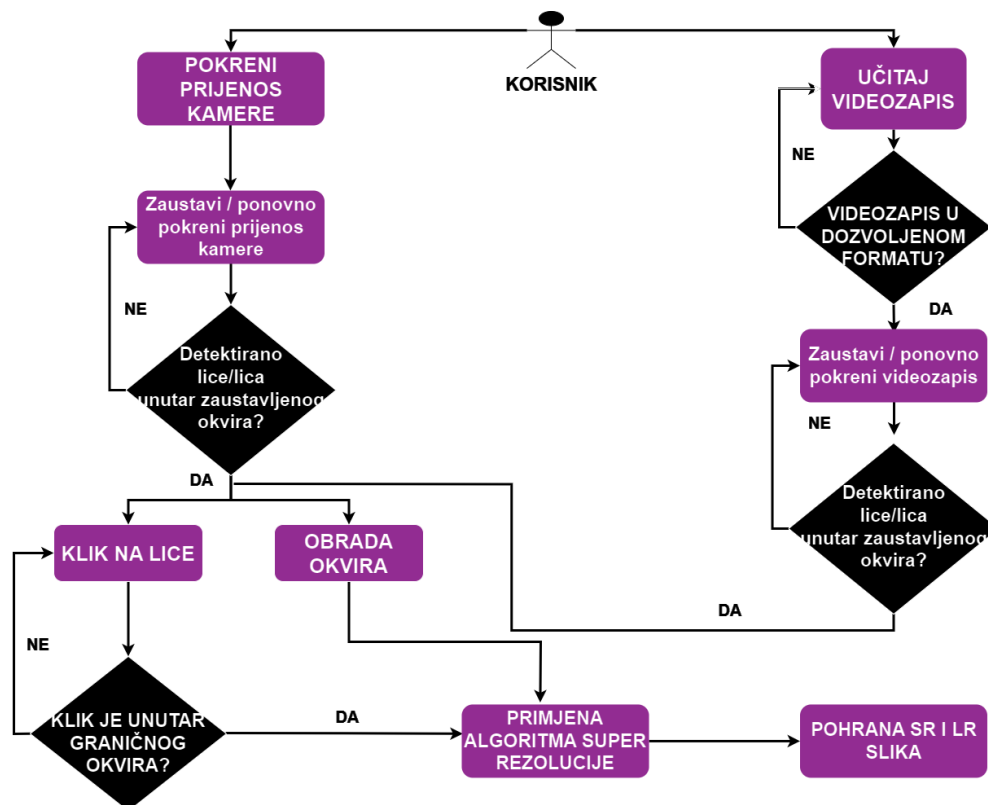 KORISNIK
POKRENI
PRIJENOS
KAMERE
Zaustavi / ponovno
pokreni prijenos
kamere
NE
Detektirano
lice/lica
unutar zaustavljenog
okvira?
DA
UČITAJ
VIDEOZAPIS
NE
VIDEOZAPIS U
DOZVOLJENOM
FORMATU?
DA
Zaustavi / ponovno
pokreni videozapis
NE
Detektirano
lice/lica
unutar zaustavljenog
okvira?
DA
KLIK NA LICE
OBRADA
OKVIRA
NE
KLIK JE UNUTAR
GRANIČNOG
OKVIRA?
DA
PRIMJENA
ALGORITMA SUPER
REZOLUCIJE
POHRANA SR I LR
SLIKA